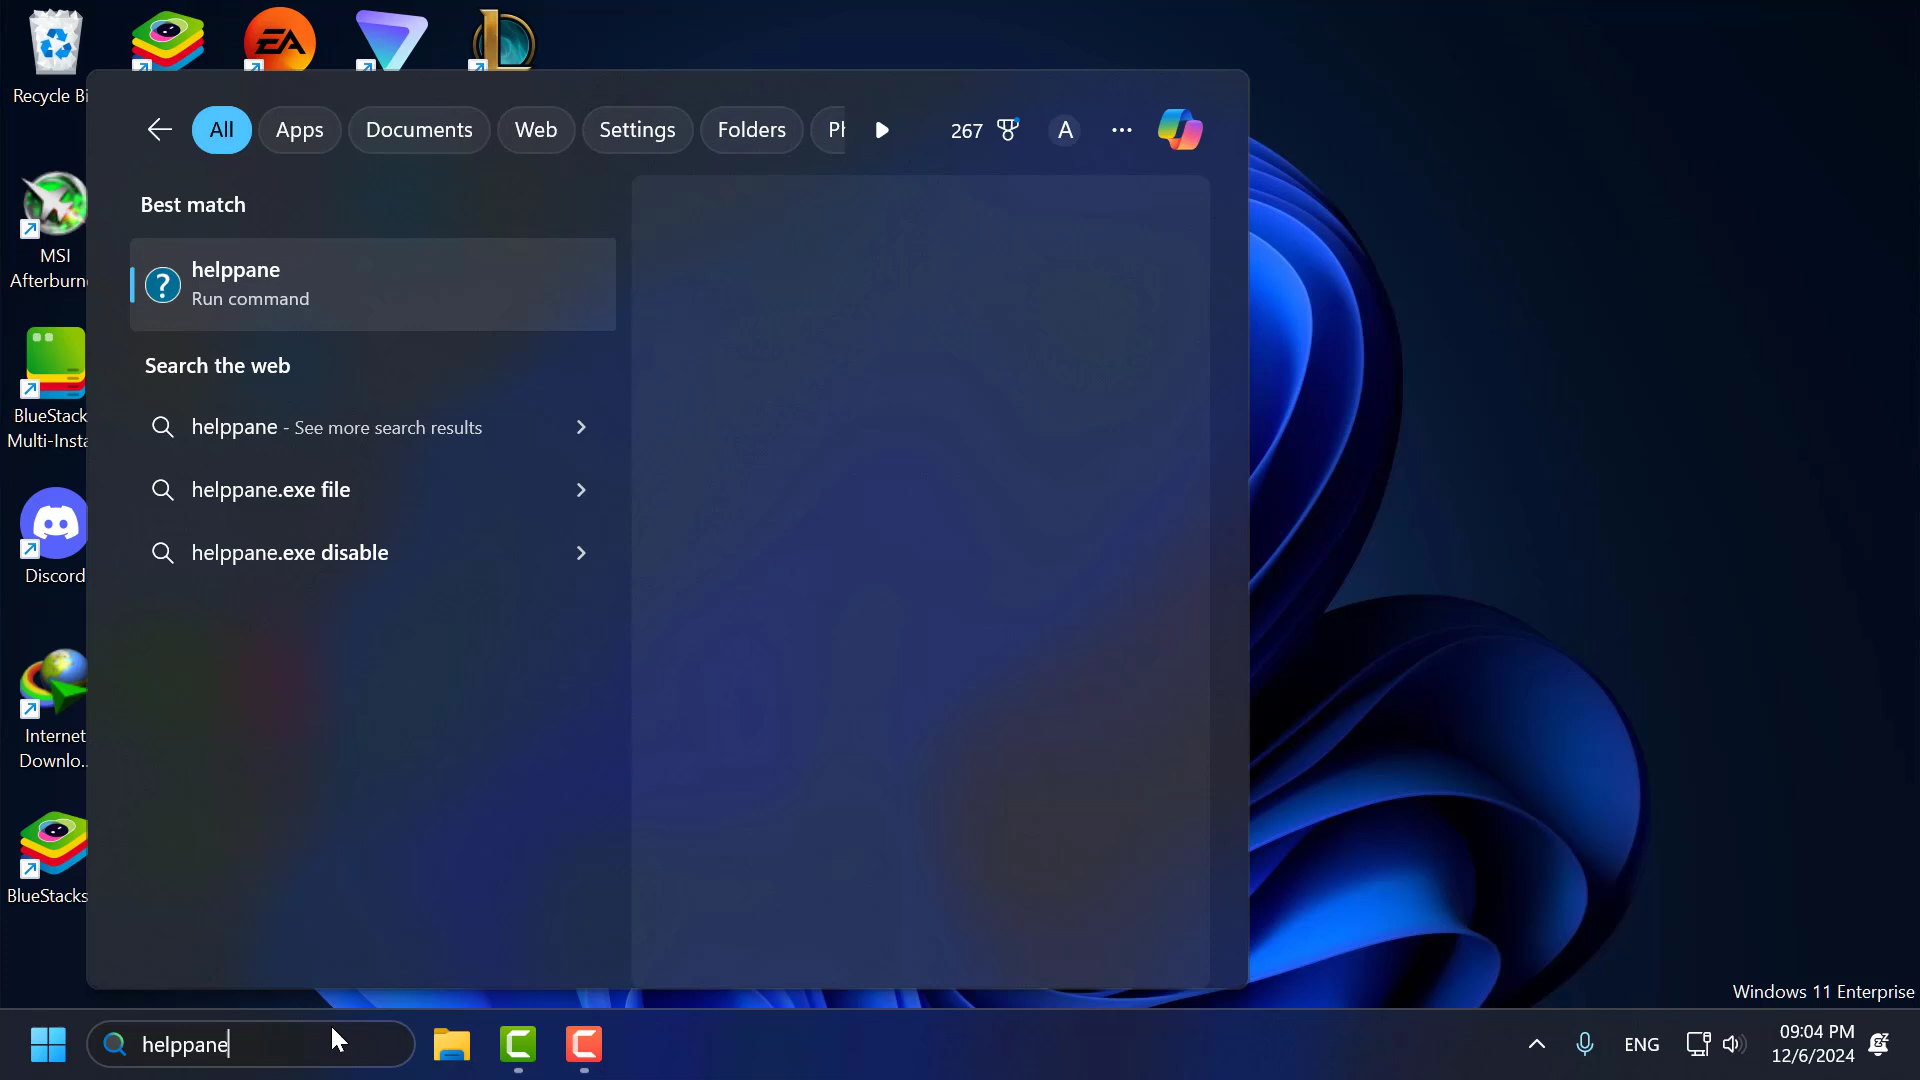 Recycle Bi
EA
All
Apps
Documents
Web
Settings
Folders
267
A
Best match
helppane
Run command
Search the web
helppane - See more search results
helppane.exe file
helppane.exe disable
MSI
Afterburne
BlueStack
Multi-Insta
Discord
Internet
Downlo...
BlueStacks
Windows 11 Enterprise
helppane
ENG
09:04 PM
12/6/2024